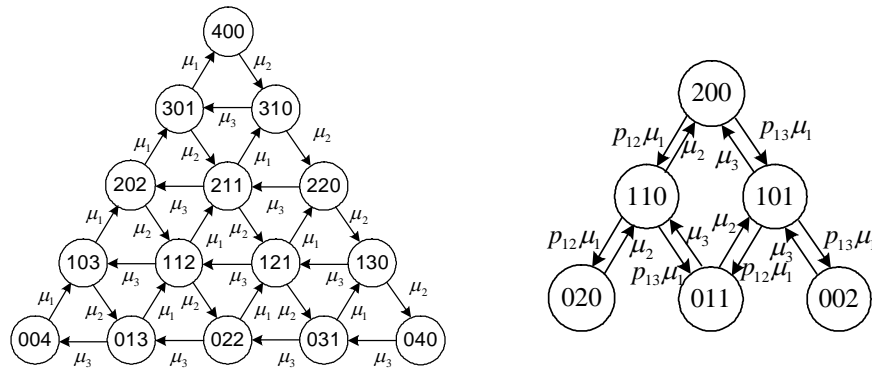 400
μ₁ μ₂
301 μ₃ 310
μ₁ μ₂ μ₁ μ₂
202 μ₃ 211 μ₃ 220
μ₁ μ₂ μ₁ μ₂ μ₁ μ₂
103 μ₃ 112 μ₃ 121 μ₃ 130
μ₁ μ₂ μ₁ μ₂ μ₁ μ₂ μ₁ μ₂
004 μ₃ 013 μ₃ 022 μ₃ 031 μ₃ 040
200
p₁₂μ₁ μ₂ μ₃ p₁₃μ₁
110 101
p₁₂μ₁ μ₂ p₁₃μ₁ μ₃ μ₂ p₁₂μ₁ μ₃ p₁₃μ₁
020 011 002